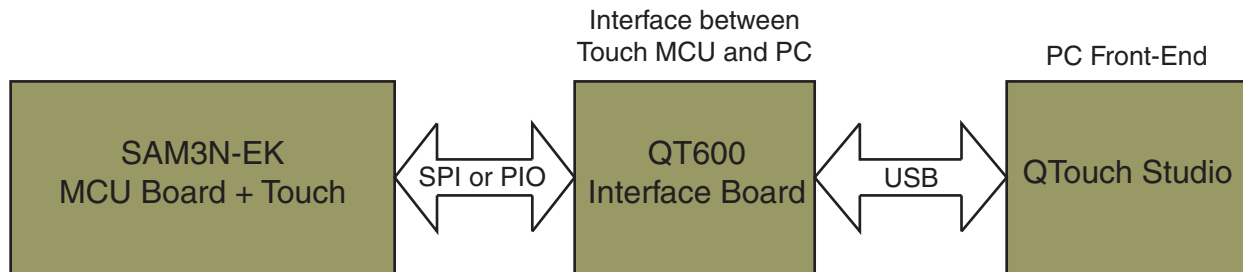 Interface between
Touch MCU and PC
PC Front-End
SAM3N-EK
MCU Board + Touch
SPI or PIO
QT600
Interface Board
USB
QTouch Studio